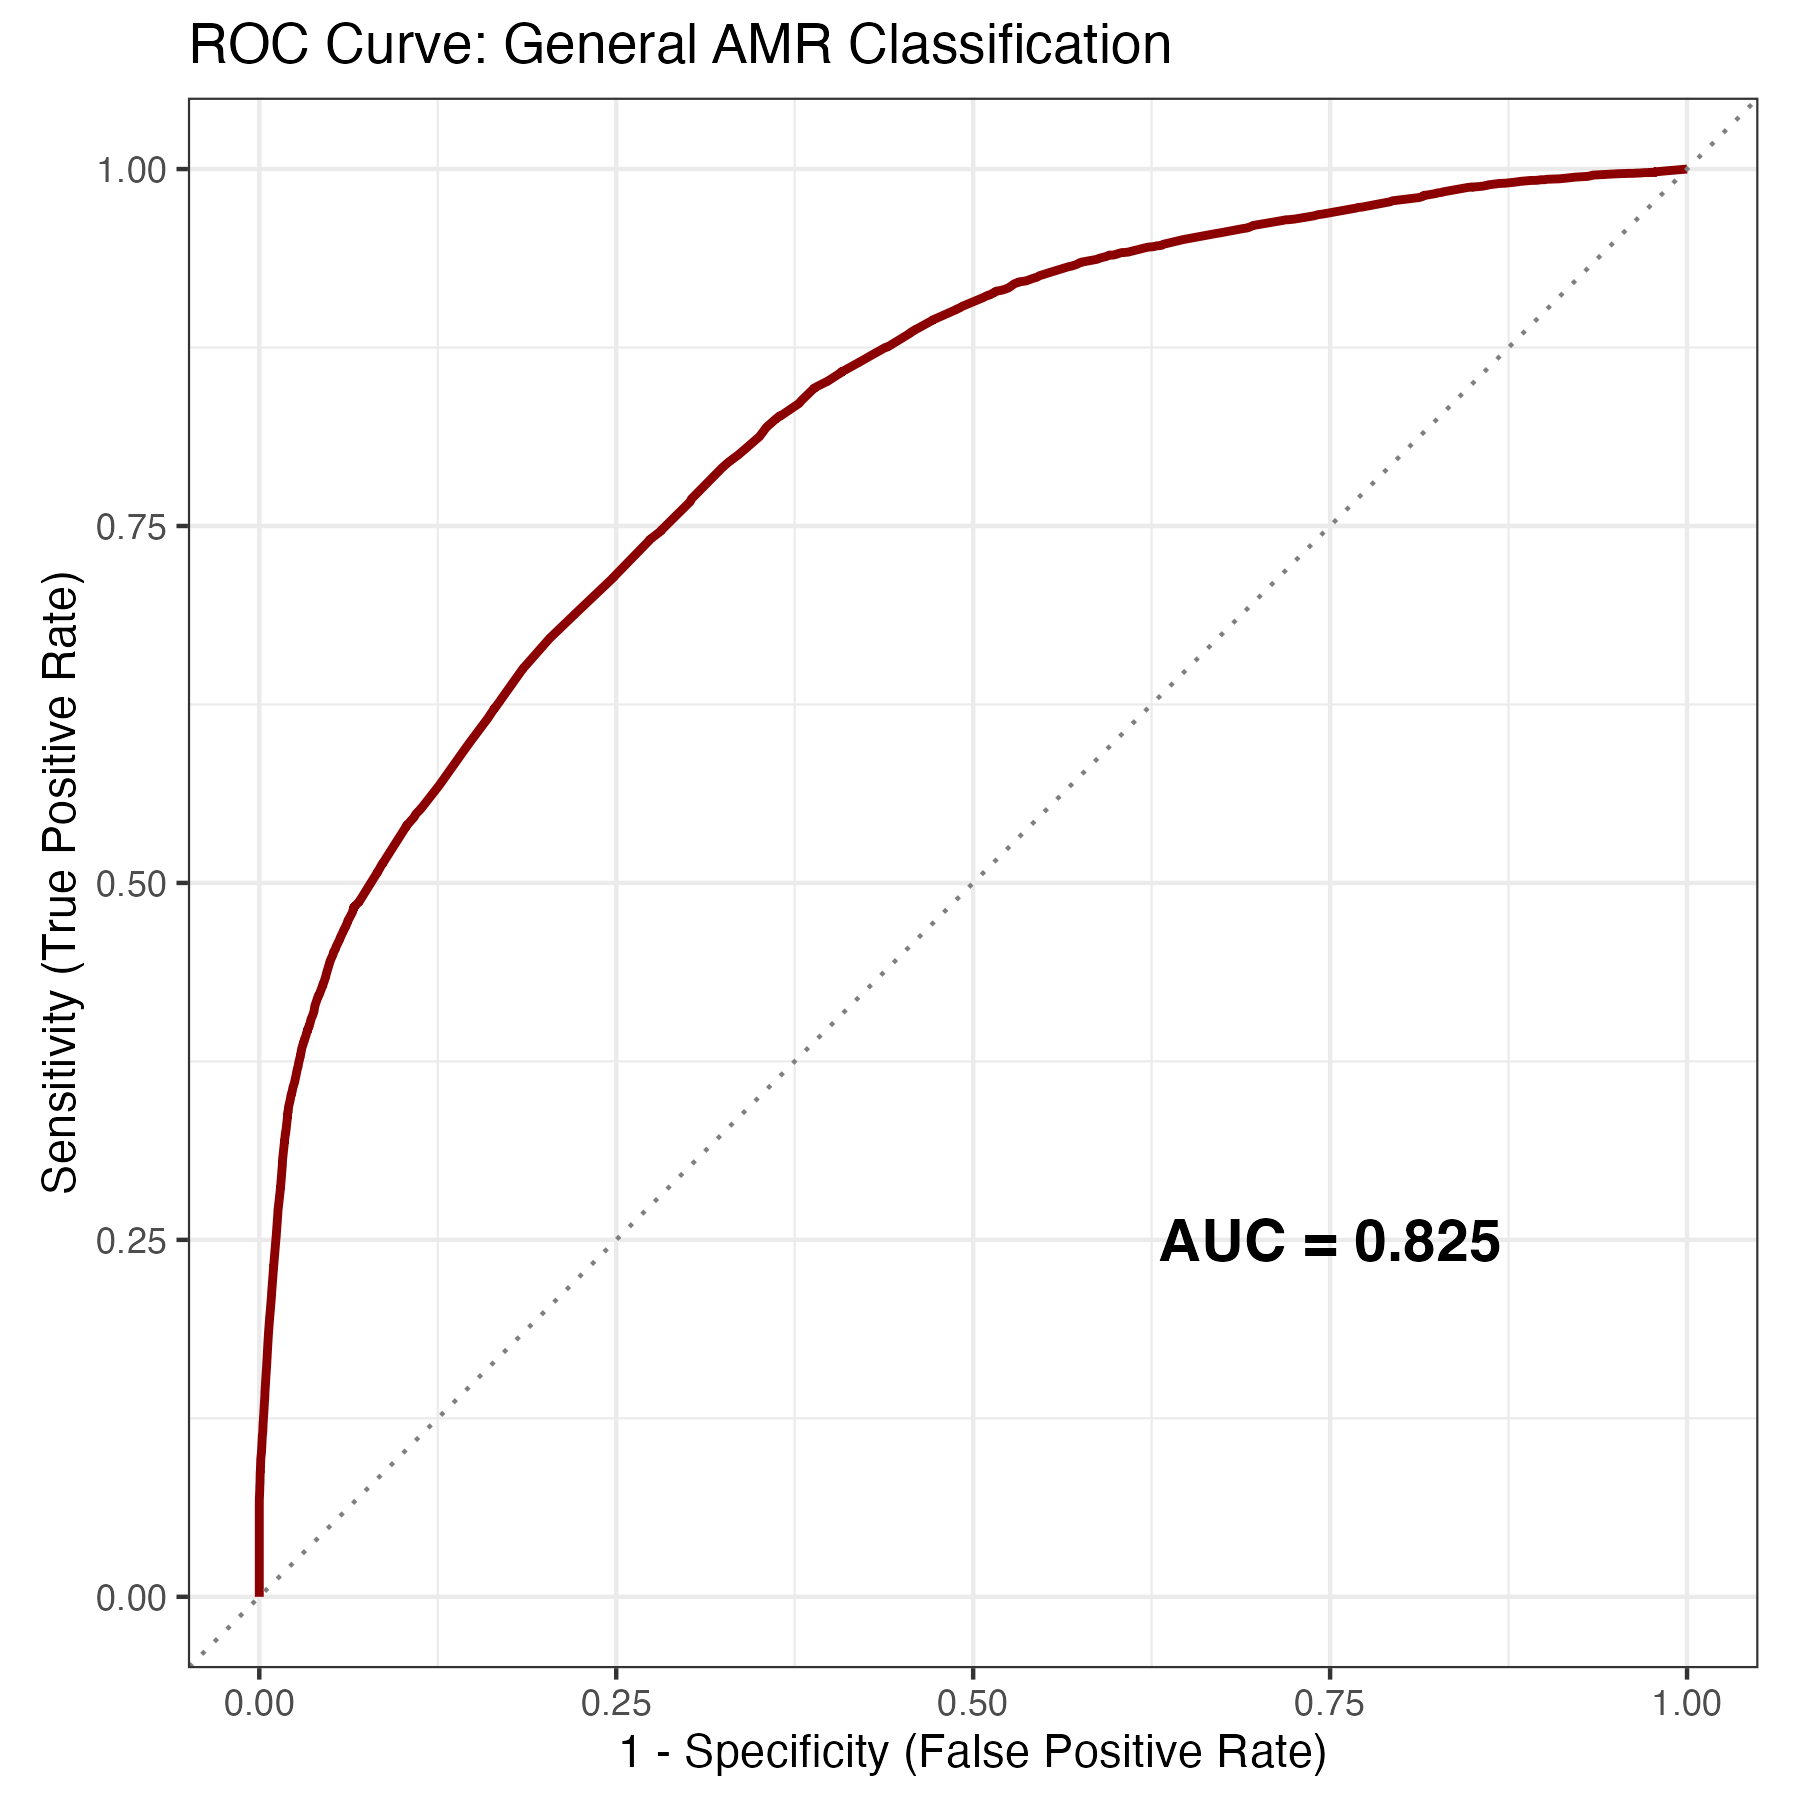 ROC Curve: General AMR Classification
Sensitivity (True Positive Rate)
1.00
0.75
0.50
0.25
0.00
AUC = 0.825
0.00 0.25 0.50 0.75 1.00
1 - Specificity (False Positive Rate)